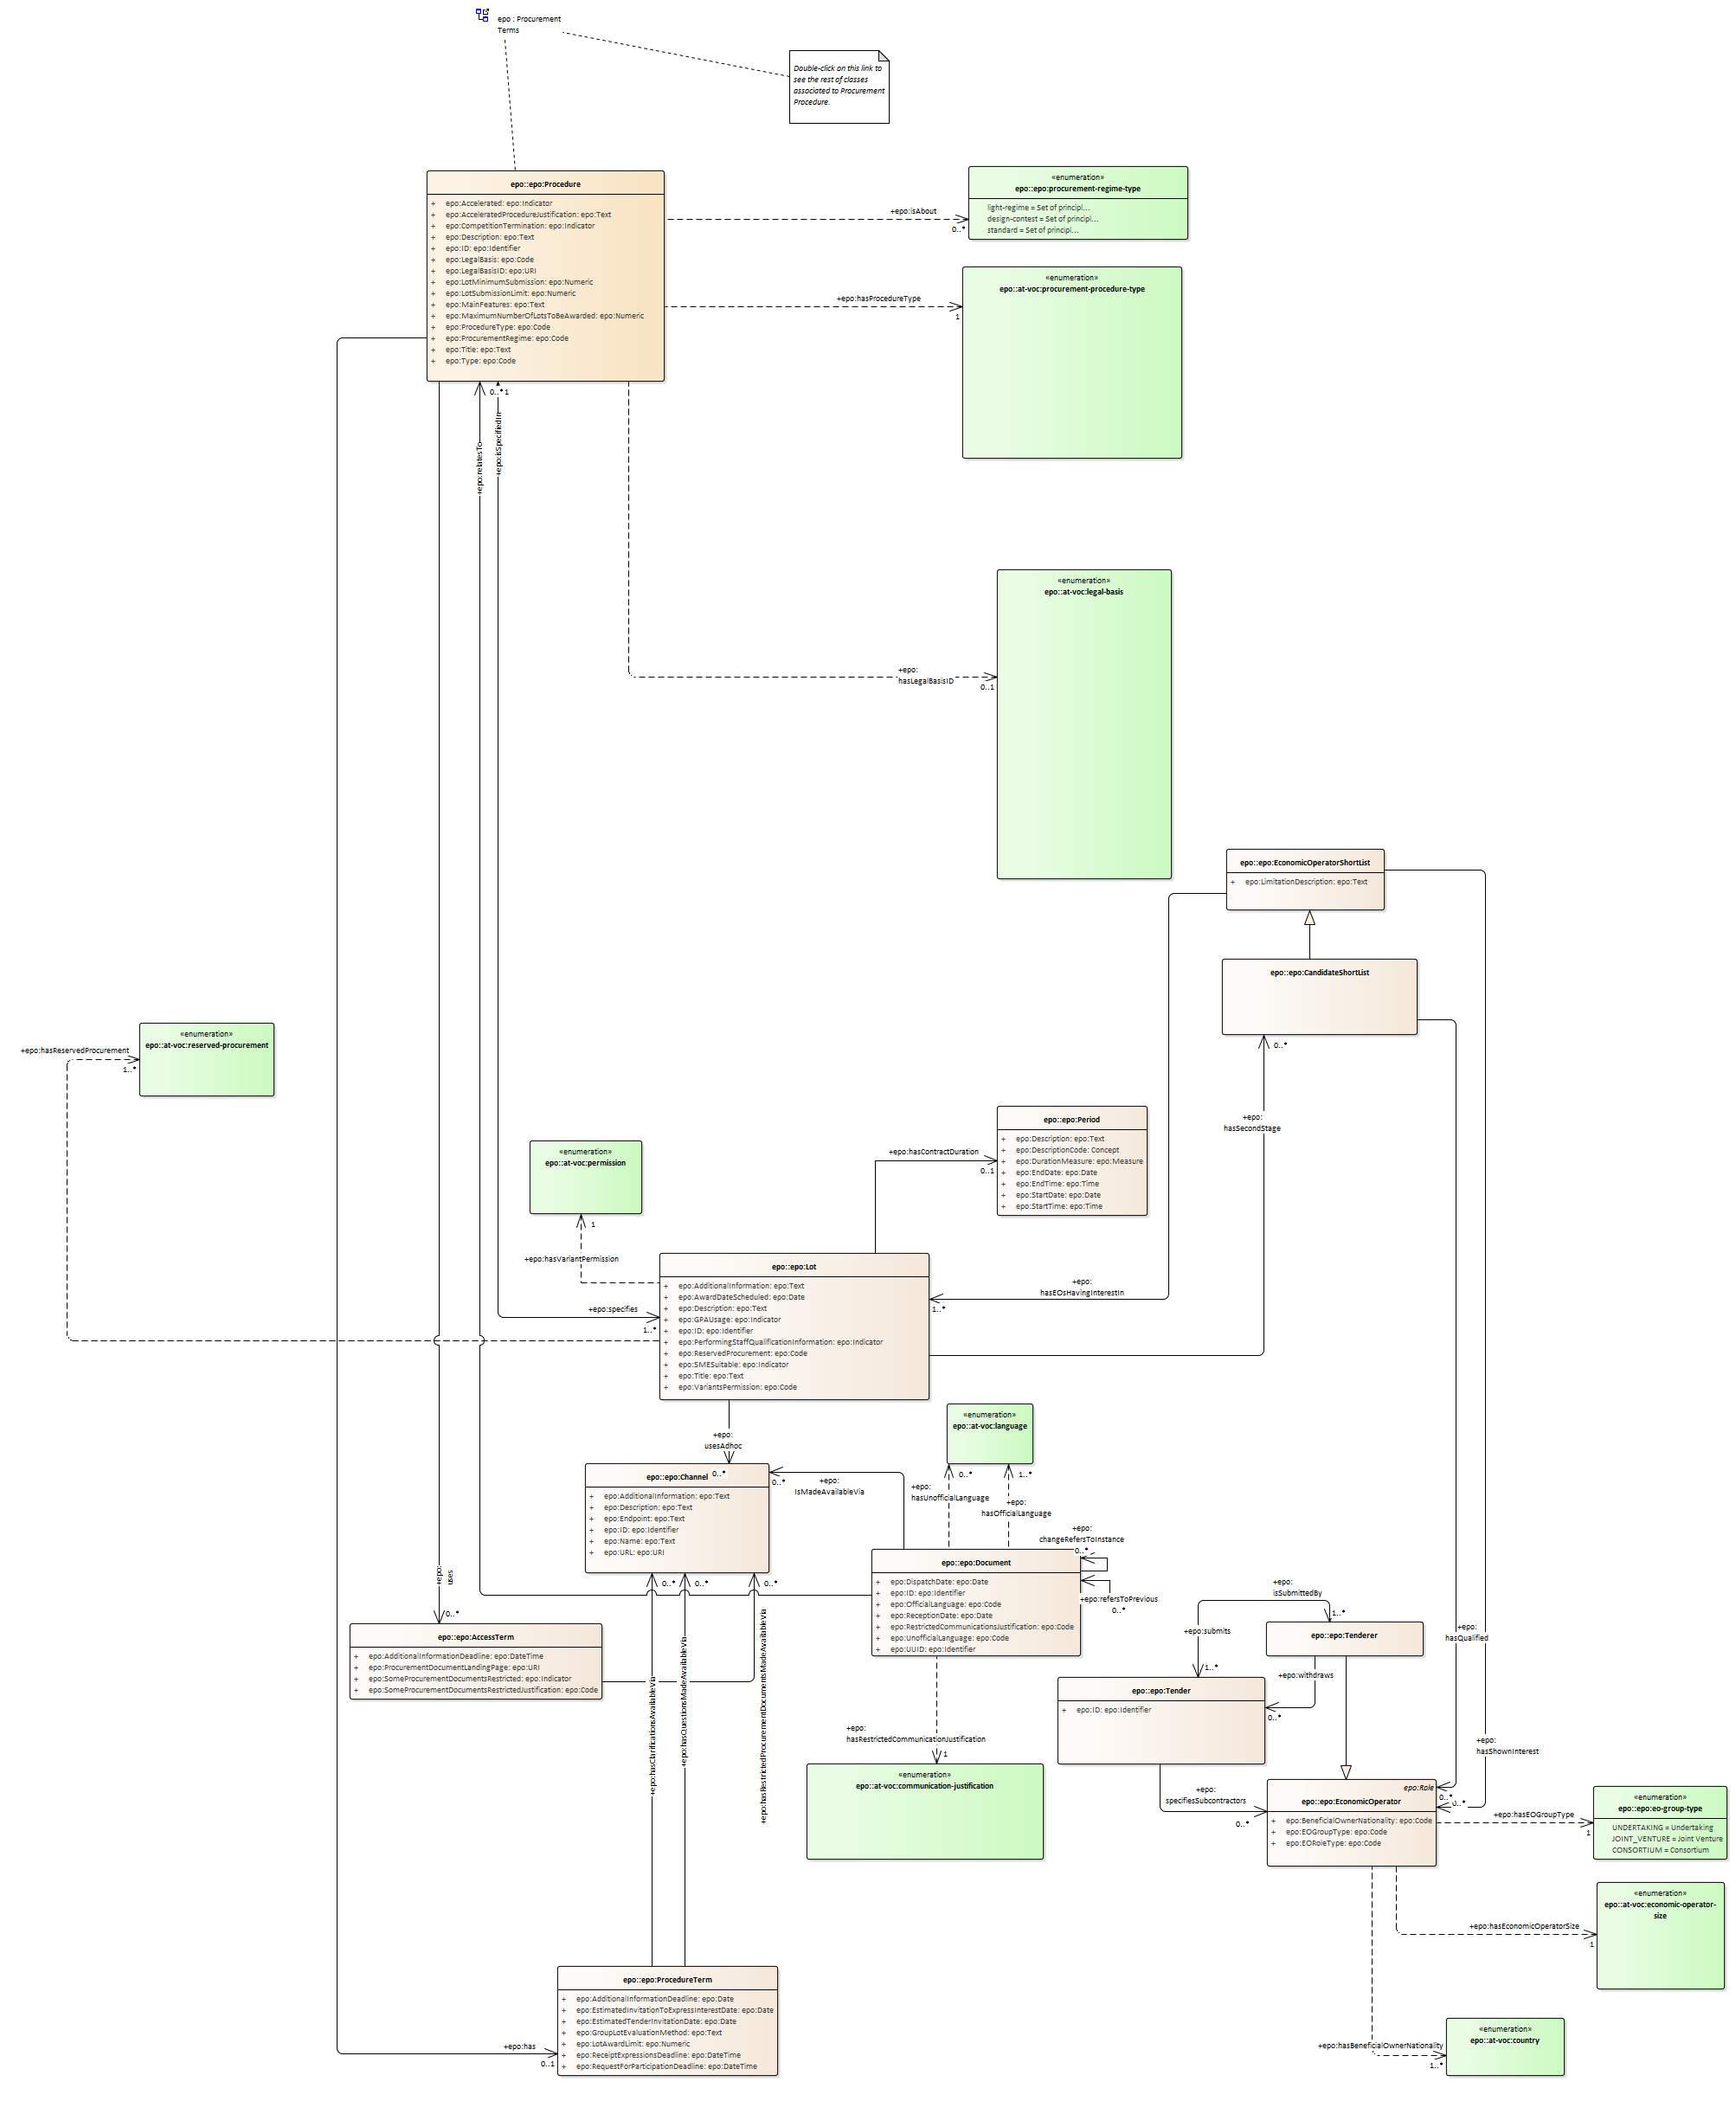 epo : Procurement
Terms
Double-click on this link to
see the rest of classes
associated to Procurement
Procedure.
epo::epo:Procedure
+ epo:Accelerated: epo:Indicator
+ epo:AcceleratedProcedureJustification: epo:Text
+ epo:CompetitionTermination: epo:Indicator
+ epo:Description: epo:Text
+ epo:ID: epo:Identifier
+ epo:LegalBasis: epo:Code
+ epo:LegalBasisID: epo:URI
+ epo:LotMinimumSubmission: epo:Numeric
+ epo:LotSubmissionLimit: epo:Numeric
+ epo:MainFeatures: epo:Text
+ epo:MaximumNumberOfLotsToBeAwarded: epo:Numeric
+ epo:ProcedureType: epo:Code
+ epo:ProcurementRegime: epo:Code
+ epo:Title: epo:Text
+ epo:Type: epo:Code
+epo:isAbout
0..*
«enumeration»
epo::epo:procurement-regime-type
light-regime = Set of principl...
design-contest = Set of principl...
standard = Set of principl...
+epo:hasProcedureType
1
«enumeration»
epo::at-voc:procurement-procedure-type
0..* 1
+epo:relatesTo
+epo:isSpecifiedIn
«enumeration»
epo::at-voc:legal-basis
+epo:
hasLegalBasisID
0..1
epo::epo:EconomicOperatorShortList
+ epo:LimitationDescription: epo:Text
epo::epo:CandidateShortList
0..*
«enumeration»
epo::at-voc:reserved-procurement
+epo:hasReservedProcurement
1..*
+epo:
hasSecondStage
epo::epo:Period
+ epo:Description: epo:Text
+ epo:DescriptionCode: Concept
+ epo:DurationMeasure: epo:Measure
+ epo:EndDate: epo:Date
+ epo:EndTime: epo:Time
+ epo:StartDate: epo:Date
+ epo:StartTime: epo:Time
+epo:hasContractDuration
0..1
«enumeration»
epo::at-voc:permission
1
+epo:hasVariantPermission
epo::epo:Lot
+ epo:AdditionalInformation: epo:Text
+ epo:AwardDateScheduled: epo:Date
+ epo:Description: epo:Text
+ epo:GPAUsage: epo:Indicator
+ epo:ID: epo:Identifier
+ epo:PerformingStaffQualificationInformation: epo:Indicator
+ epo:ReservedProcurement: epo:Code
+ epo:SMESuitable: epo:Indicator
+ epo:Title: epo:Text
+ epo:VariantsPermission: epo:Code
+epo:specifies
1..*
+epo:
hasEOsHavingInterestIn
1..*
+epo:
usesAdhoc
0..*
«enumeration»
epo::at-voc:language
0..*
1..*
epo::epo:Channel
+ epo:AdditionalInformation: epo:Text
+ epo:Description: epo:Text
+ epo:Endpoint: epo:Text
+ epo:ID: epo:Identifier
+ epo:Name: epo:Text
+ epo:URL: epo:URI
0..*
+epo:
IsMadeAvailableVia
+epo:
hasUnofficialLanguage
+epo:
hasOfficialLanguage
+epo:
changeRefersToInstance
0..*
epo::epo:Document
+ epo:DispatchDate: epo:Date
+ epo:ID: epo:Identifier
+ epo:OfficialLanguage: epo:Code
+ epo:ReceptionDate: epo:Date
+ epo:RestrictedCommunicationsJustification: epo:Code
+ epo:UnofficialLanguage: epo:Code
+ epo:UUID: epo:Identifier
+epo:refersToPrevious
0..*
+epo:
uses
0..*
0..*
0..*
0..*
epo::epo:AccessTerm
+ epo:AdditionalInformationDeadline: epo:DateTime
+ epo:ProcurementDocumentLandingPage: epo:URI
+ epo:SomeProcurementDocumentsRestricted: epo:Indicator
+ epo:SomeProcurementDocumentsRestrictedJustification: epo:Code
+epo:hasClarificationsAvailableVia
+epo:hasQuestionsMadeAvailableVia
+epo:hasRestrictedProcurementDocumentsMadeAvailableVia
+epo:
isSubmittedBy
1..*
+epo:submits
1..*
epo::epo:Tenderer
+epo:withdraws
0..*
epo::epo:Tender
+ epo:ID: epo:Identifier
+epo:
hasQualified
0..*
+epo:
hasShownInterest
0..*
+epo:
hasRestrictedCommunicationJustification
1
«enumeration»
epo::at-voc:communication-justification
+epo:
specifiesSubcontractors
0..*
epo:Role
epo::epo:EconomicOperator
+ epo:BeneficialOwnerNationality: epo:Code
+ epo:EOGroupType: epo:Code
+ epo:EORoleType: epo:Code
+epo:hasEOGroupType
1
«enumeration»
epo::epo:eo-group-type
UNDERTAKING = Undertaking
JOINT_VENTURE = Joint Venture
CONSORTIUM = Consortium
«enumeration»
epo::at-voc:economic-operator-
size
+epo:hasEconomicOperatorSize
1
epo::epo:ProcedureTerm
+ epo:AdditionalInformationDeadline: epo:Date
+ epo:EstimatedInvitationToExpressInterestDate: epo:Date
+ epo:EstimatedTenderInvitationDate: epo:Date
+ epo:GroupLotEvaluationMethod: epo:Text
+ epo:LotAwardLimit: epo:Numeric
+ epo:ReceiptExpressionsDeadline: epo:DateTime
+ epo:RequestForParticipationDeadline: epo:DateTime
+epo:has
0..1
«enumeration»
epo::at-voc:country
+epo:hasBeneficialOwnerNationality
1..*